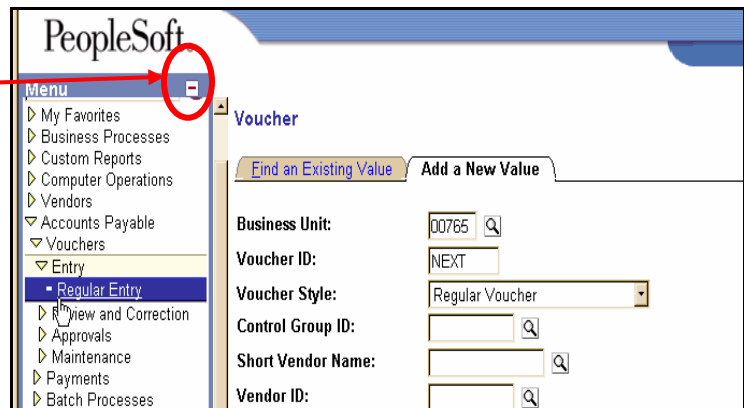 PeopleSoft.
Menu
My Favorites
Business Processes
Custom Reports
Computer Operations
Vendors
Accounts Payable
Vouchers
Entry
Regular Entry
Review and Correction
Approvals
Maintenance
Payments
Batch Processes
Voucher
Find an Existing Value
Add a New Value
Business Unit: 00765
Voucher ID: NEXT
Voucher Style: Regular Voucher
Control Group ID:
Short Vendor Name:
Vendor ID: